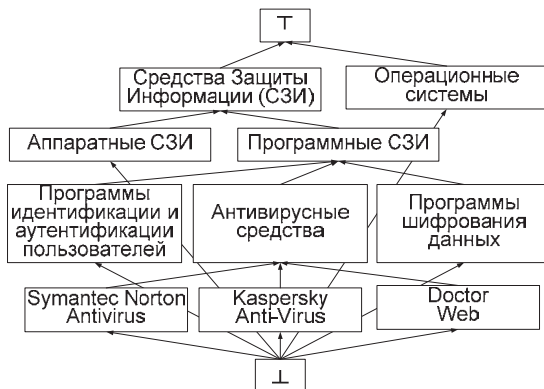 ⊤
Средства Защиты
Информации (СЗИ)
Операционные
системы
Аппаратные СЗИ
Программные СЗИ
Программы
идентификации и
аутентификации
пользователей
Антивирусные
средства
Программы
шифрования
данных
Symantec Norton
Antivirus
Kaspersky
Anti-Virus
Doctor
Web
⊥